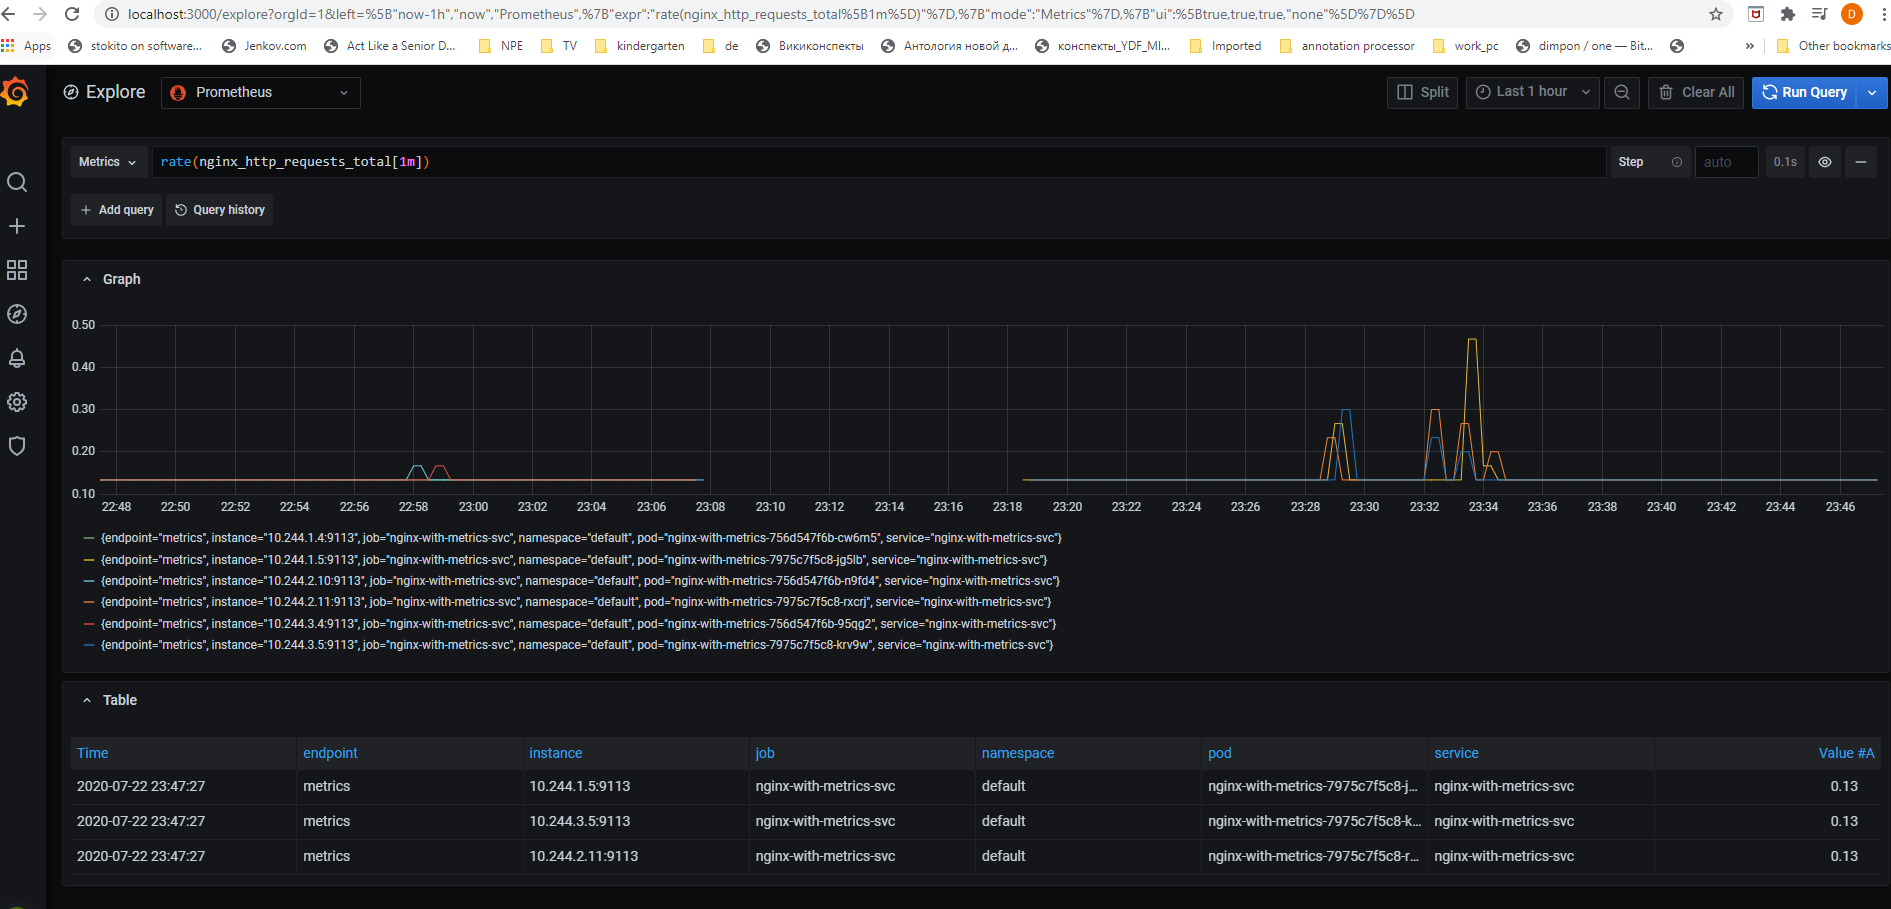 localhost:3000/explore?orgId=1&left=%5B"now-1h","now","Prometheus",%7B"expr":"rate(nginx_http_requests_total%5B1m%5D)"%7D,%7B"mode":"Metrics"%7D,%7B"ui":%5Btrue,true,true,"none"%5D%7D%5D D
Apps stokito on software... Jenkov.com Act Like a Senior D... NPE TV kindergarten de Викиконспекты Антология новой д... конспекты_YDF_MI... Imported annotation processor work_pc dimpon / one — Bit... » Other bookmarks
Explore Prometheus Split Last 1 hour Clear All Run Query
Metrics rate(nginx_http_requests_total[1m]) Step auto 0.1s
Add query Query history
Graph
0.50
0.40
0.30
0.20
0.10
22:48 22:50 22:52 22:54 22:56 22:58 23:00 23:02 23:04 23:06 23:08 23:10 23:12 23:14 23:16 23:18 23:20 23:22 23:24 23:26 23:28 23:30 23:32 23:34 23:36 23:38 23:40 23:42 23:44 23:46
{endpoint="metrics", instance="10.244.1.4:9113", job="nginx-with-metrics-svc", namespace="default", pod="nginx-with-metrics-756d547f6b-cw6m5", service="nginx-with-metrics-svc"}
{endpoint="metrics", instance="10.244.1.5:9113", job="nginx-with-metrics-svc", namespace="default", pod="nginx-with-metrics-7975c7f5c8-jg5lb", service="nginx-with-metrics-svc"}
{endpoint="metrics", instance="10.244.2.10:9113", job="nginx-with-metrics-svc", namespace="default", pod="nginx-with-metrics-756d547f6b-n9fd4", service="nginx-with-metrics-svc"}
{endpoint="metrics", instance="10.244.2.11:9113", job="nginx-with-metrics-svc", namespace="default", pod="nginx-with-metrics-7975c7f5c8-rxcrj", service="nginx-with-metrics-svc"}
{endpoint="metrics", instance="10.244.3.4:9113", job="nginx-with-metrics-svc", namespace="default", pod="nginx-with-metrics-756d547f6b-95qg2", service="nginx-with-metrics-svc"}
{endpoint="metrics", instance="10.244.3.5:9113", job="nginx-with-metrics-svc", namespace="default", pod="nginx-with-metrics-7975c7f5c8-krv9w", service="nginx-with-metrics-svc"}
Table
Time endpoint instance job namespace pod service Value #A
2020-07-22 23:47:27 metrics 10.244.1.5:9113 nginx-with-metrics-svc default nginx-with-metrics-7975c7f5c8-j... nginx-with-metrics-svc 0.13
2020-07-22 23:47:27 metrics 10.244.3.5:9113 nginx-with-metrics-svc default nginx-with-metrics-7975c7f5c8-k... nginx-with-metrics-svc 0.13
2020-07-22 23:47:27 metrics 10.244.2.11:9113 nginx-with-metrics-svc default nginx-with-metrics-7975c7f5c8-r... nginx-with-metrics-svc 0.13